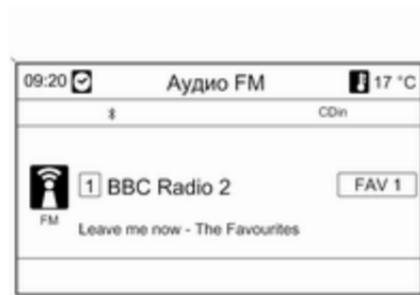 09:20 Аудио FM 17 °C
CDin
1 BBC Radio 2 FAV 1
FM
Leave me now - The Favourites